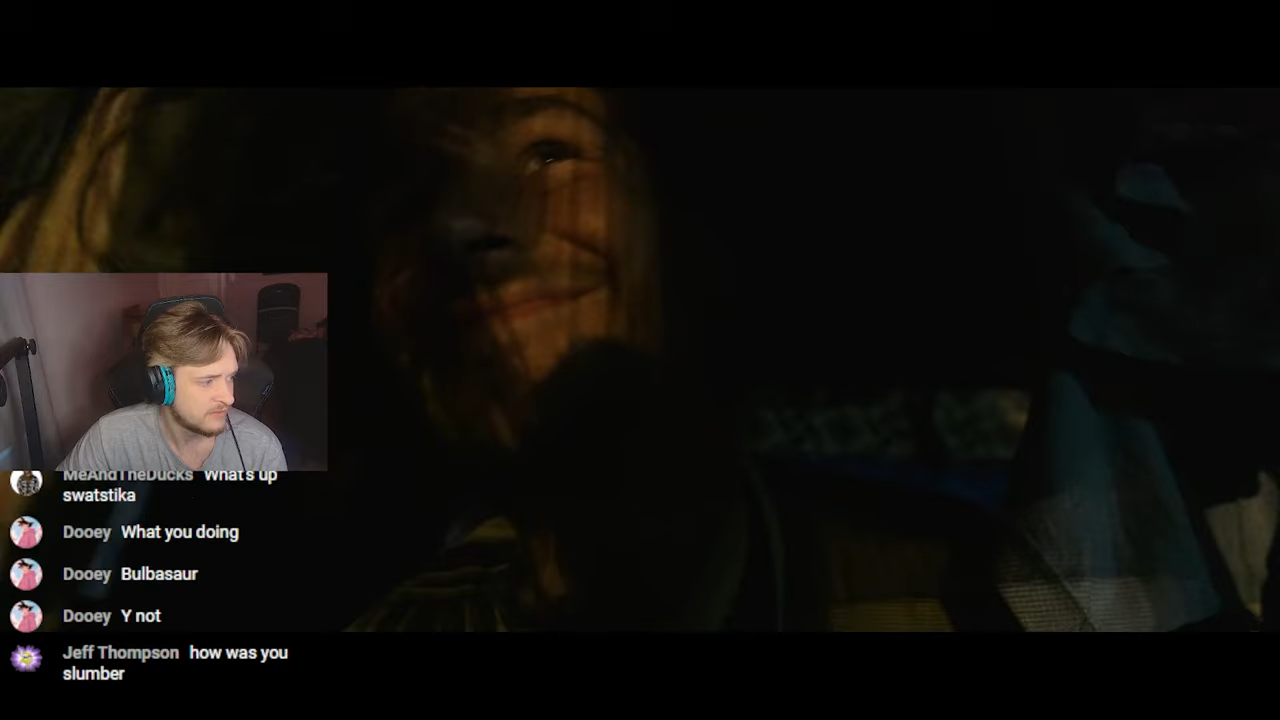 MeAndTheDucks What's up
swatstika
Dooey What you doing
Dooey Bulbasaur
Dooey Y not
Jeff Thompson how was you
slumber